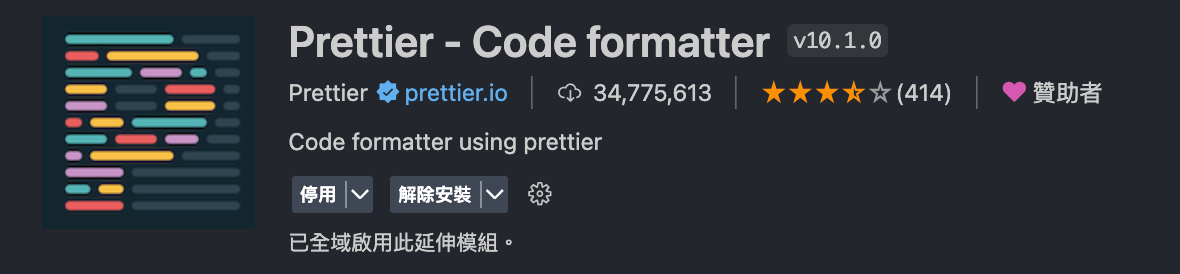 Prettier - Code formatter v10.1.0
Prettier prettier.io 34,775,613 (414) 贊助者
Code formatter using prettier
停用 解除安裝
已全域啟用此延伸模組。